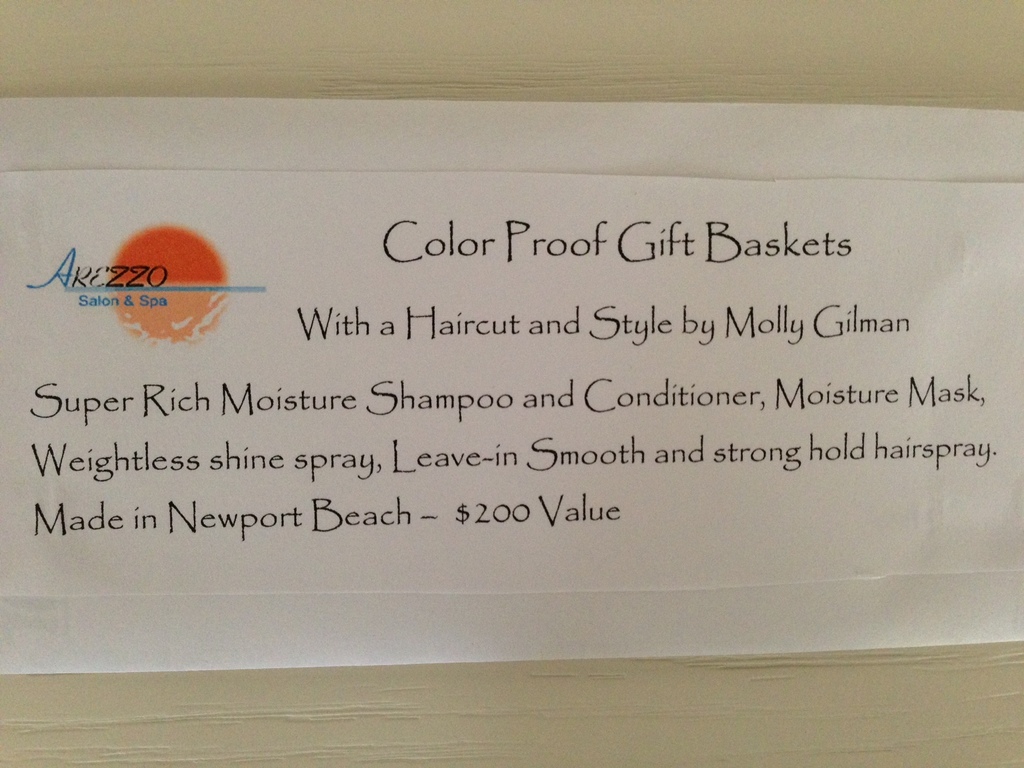 Arezzo
Salon & Spa
Color Proof Gift Baskets
With a Haircut and Style by Molly Gilman
Super Rich Moisture Shampoo and Conditioner, Moisture Mask,
Weightless shine spray, Leave-in Smooth and strong hold hairspray.
Made in Newport Beach – $200 Value